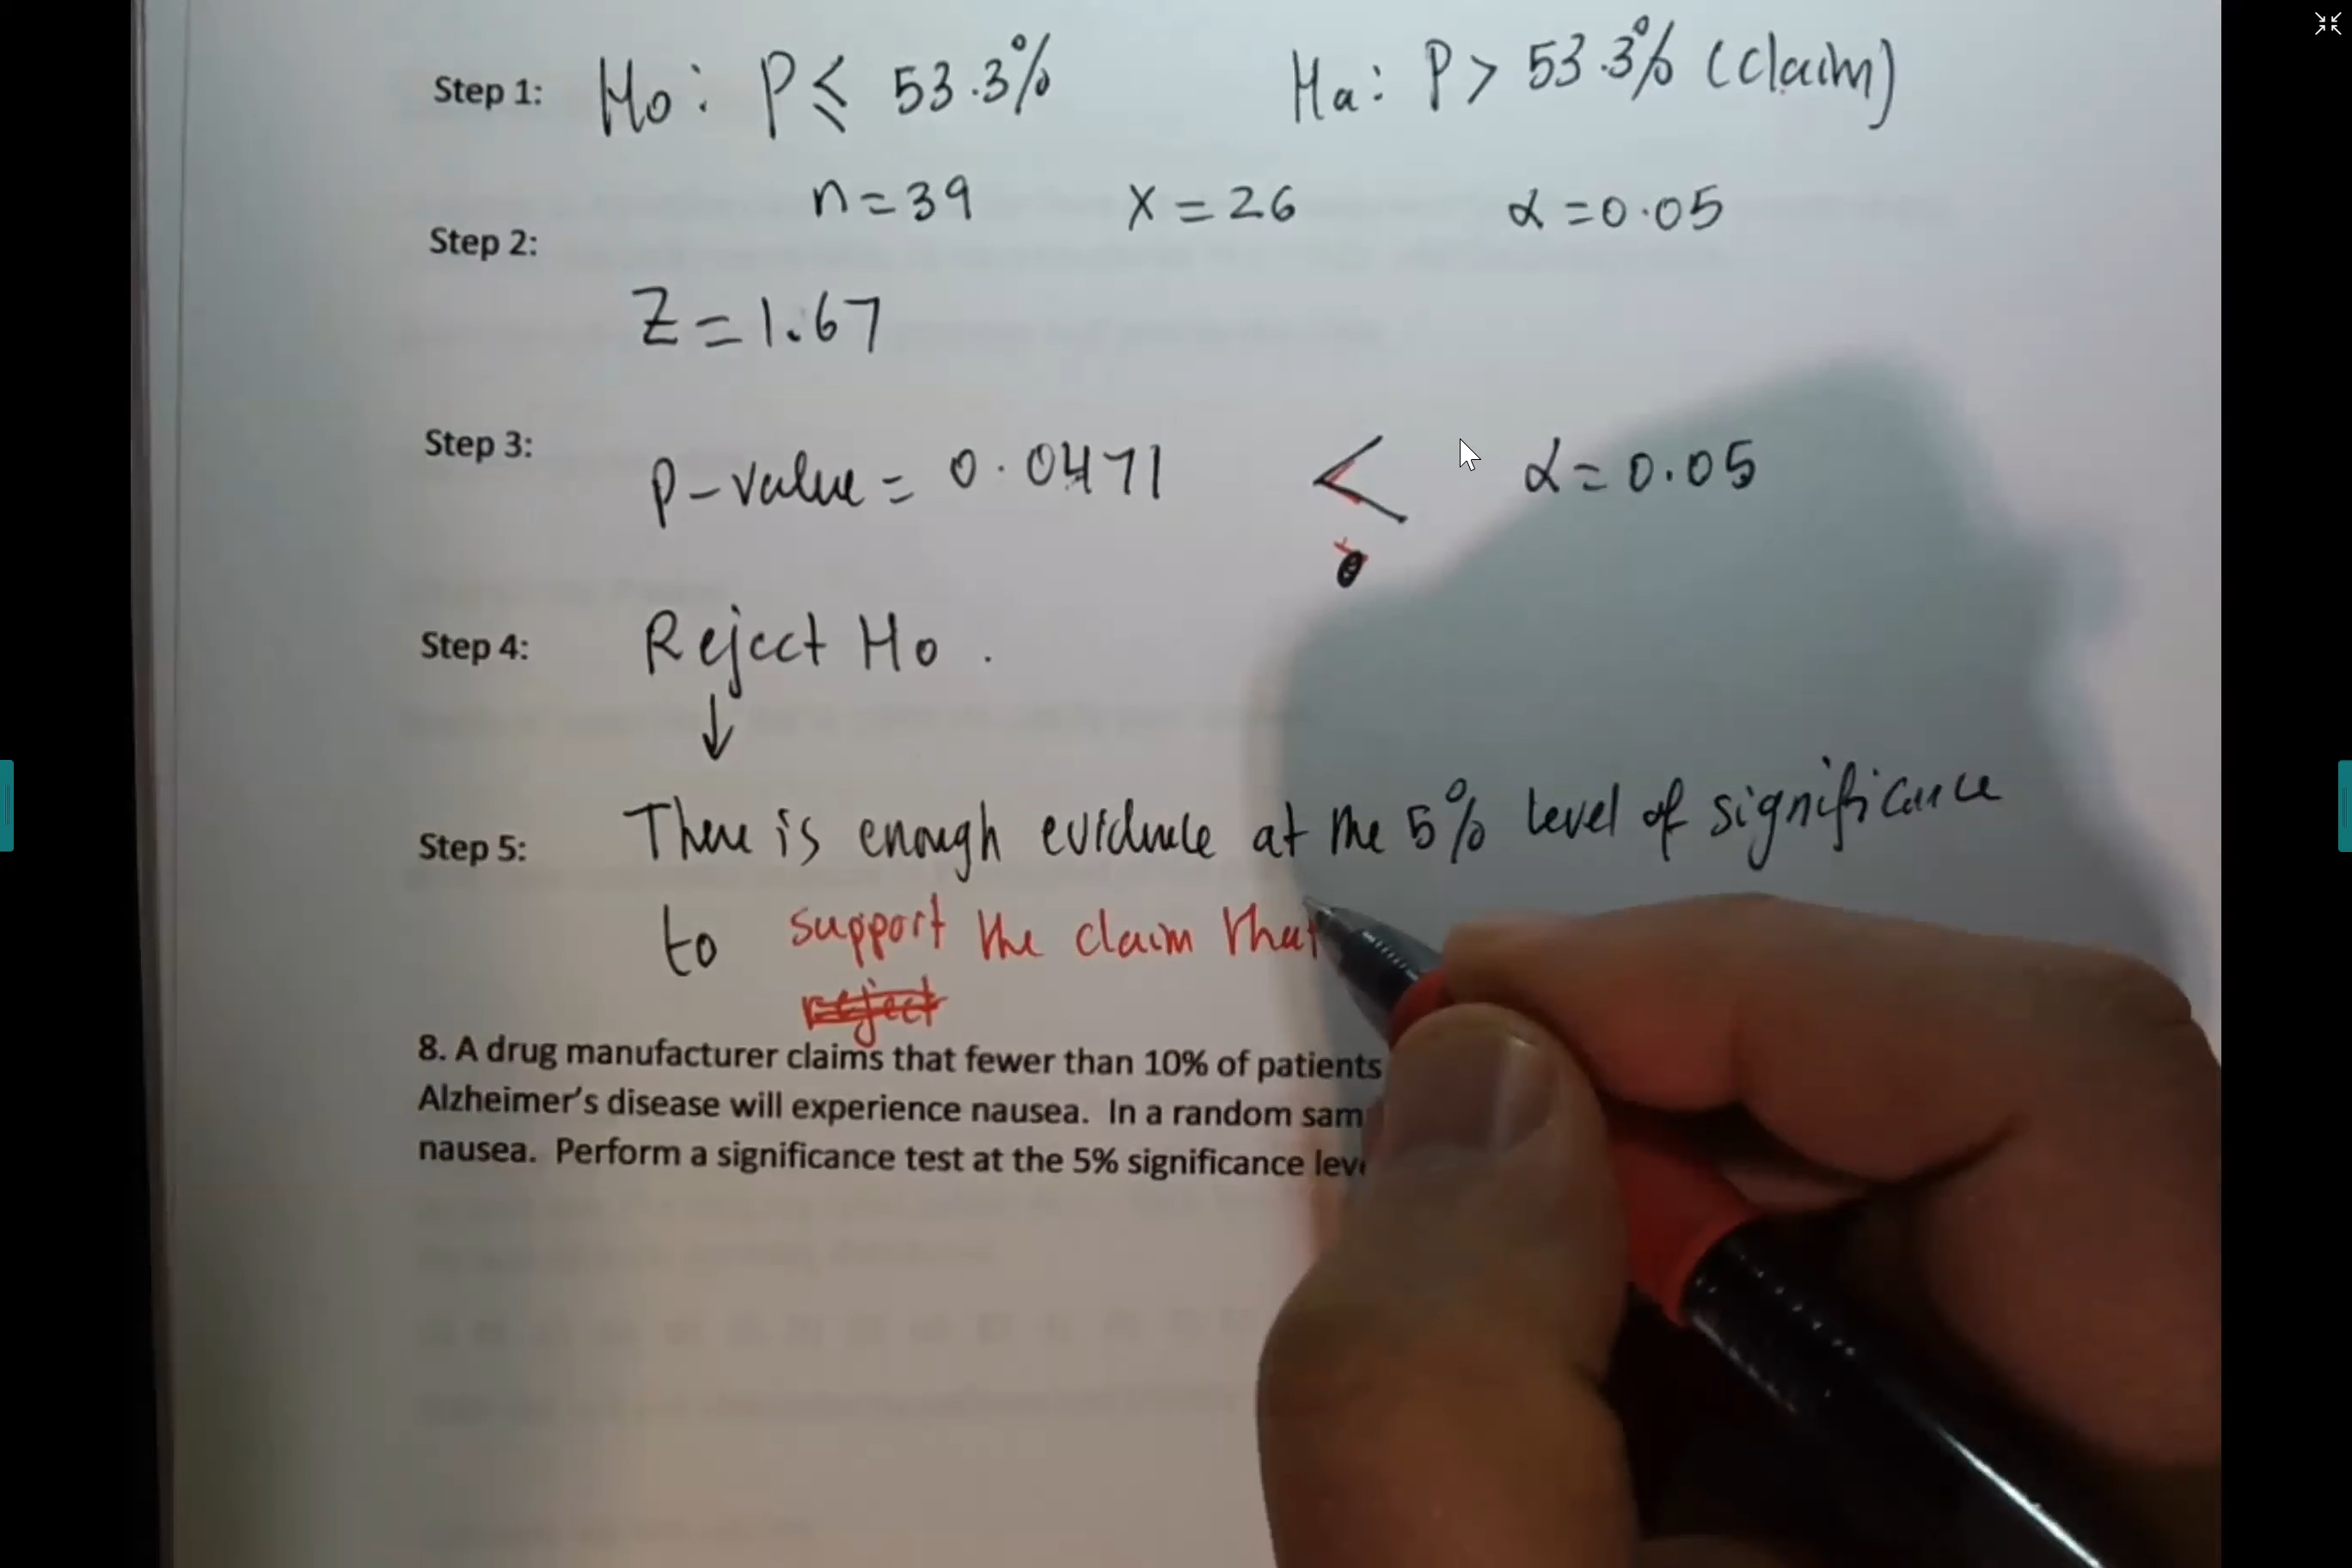 Step 1: Ho: P ≤ 53.3% Ha: P > 53.3% (claim)
n = 39 x = 26 α = 0.05
Step 2:
Z = 1.67
Step 3: P-value = 0.0471 < α = 0.05
Step 4: Reject Ho.
↓
Step 5: There is enough evidence at the 5% level of significance
to support the claim that
reject
8. A drug manufacturer claims that fewer than 10% of patients
Alzheimer's disease will experience nausea. In a random sam
nausea. Perform a significance test at the 5% significance lev